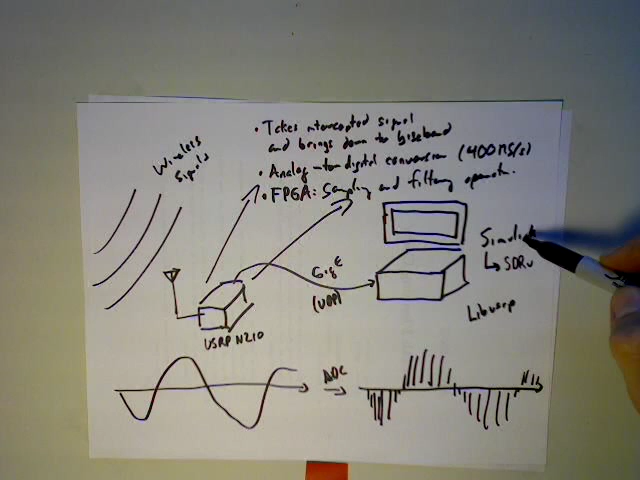 • Takes intercepted signal
and brings down to baseband
• Analog-to-digital conversion (400MS/s)
• FPGA: Sampling and filtering operation.
Wireless
Signals
GigE
(UDP)
Simulink
↳ SDRu
Libusrp
USRP N210
ADC